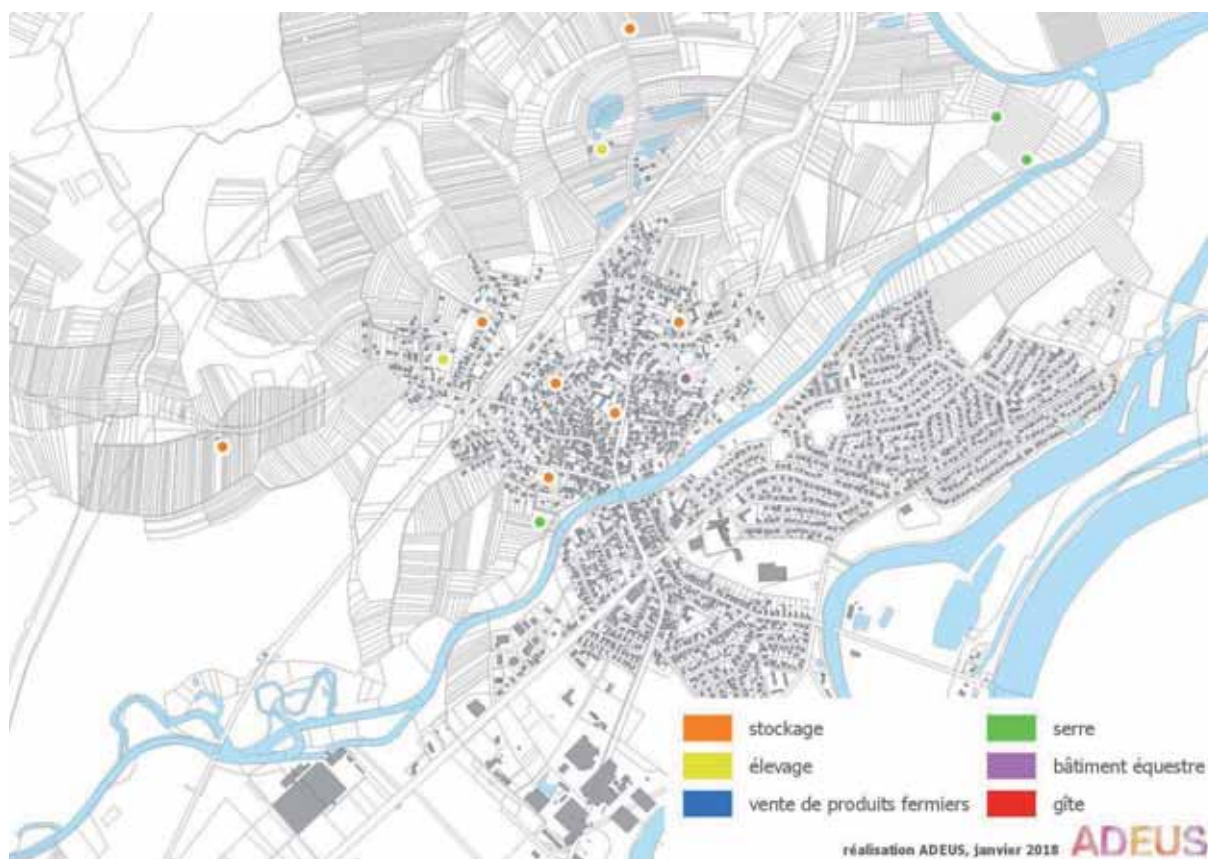 stockage
serre
élevage
bâtiment équestre
vente de produits fermiers
gîte
réalisation ADEUS, janvier 2018
ADEUS